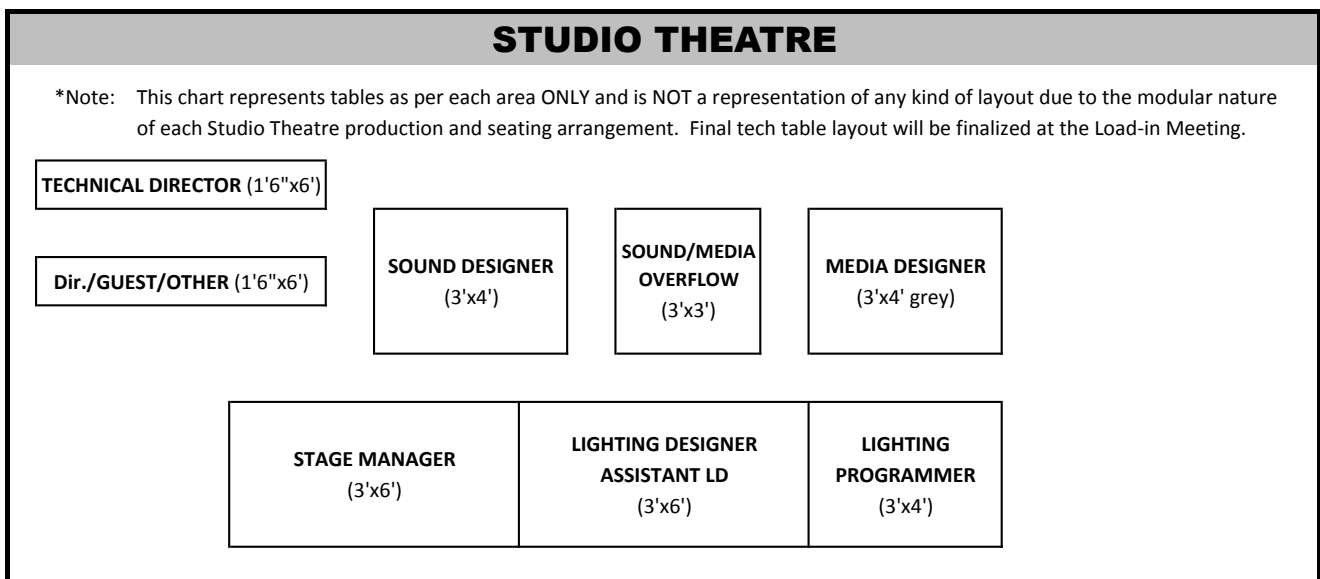 STUDIO THEATRE
*Note: This chart represents tables as per each area ONLY and is NOT a representation of any kind of layout due to the modular nature
of each Studio Theatre production and seating arrangement. Final tech table layout will be finalized at the Load-in Meeting.
TECHNICAL DIRECTOR (1'6"x6')
Dir./GUEST/OTHER (1'6"x6')
SOUND DESIGNER
(3'x4')
SOUND/MEDIA
OVERFLOW
(3'x3')
MEDIA DESIGNER
(3'x4' grey)
STAGE MANAGER
(3'x6')
LIGHTING DESIGNER
ASSISTANT LD
(3'x6')
LIGHTING
PROGRAMMER
(3'x4')